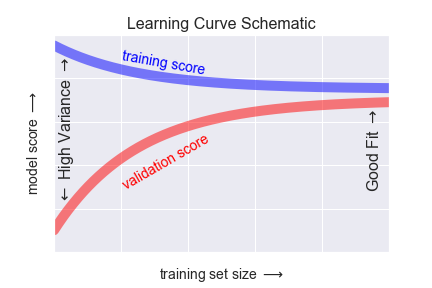 Learning Curve Schematic
training score
← High Variance →
model score ⟶
validation score
Good Fit →
training set size ⟶